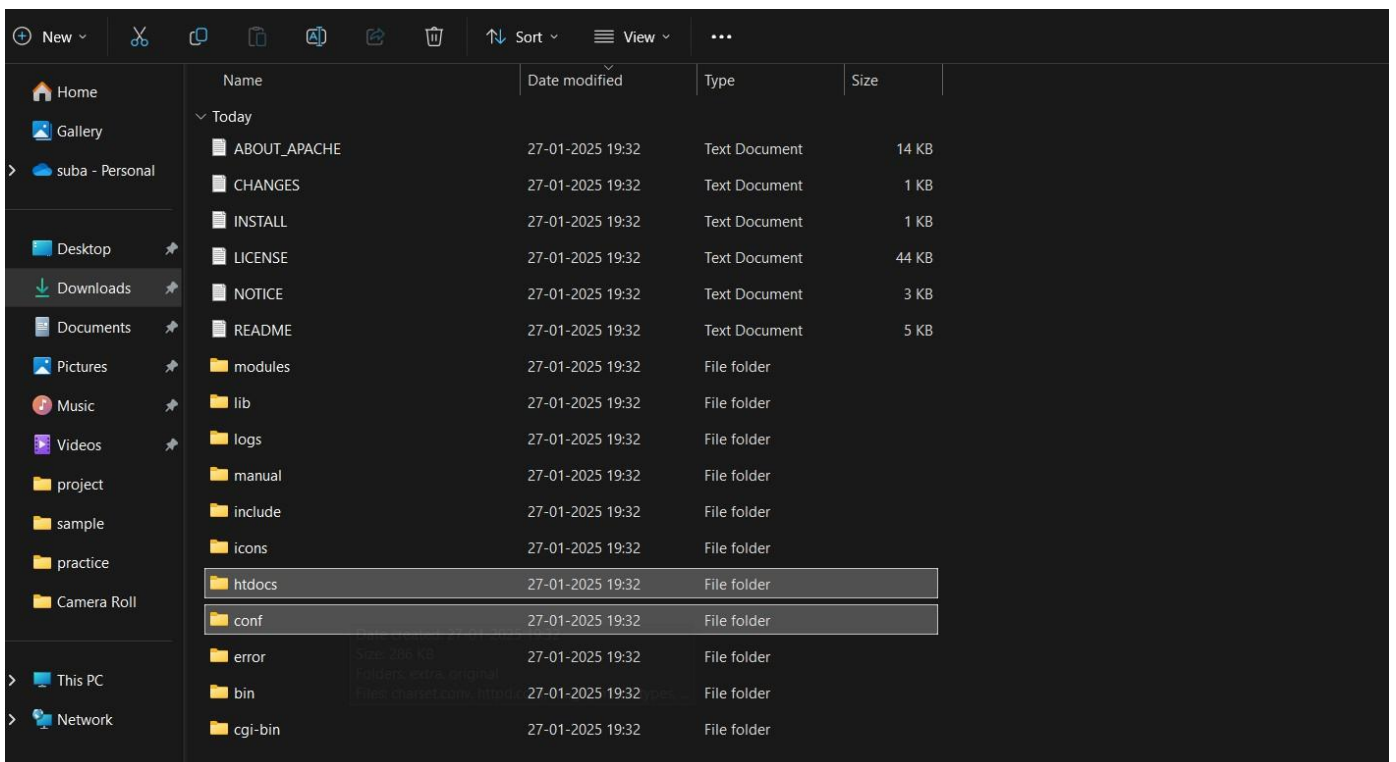 New Sort View
Name Date modified Type Size
Home
Gallery
suba - Personal
Desktop
Downloads
Documents
Pictures
Music
Videos
project
sample
practice
Camera Roll
This PC
Network
Today
ABOUT_APACHE 27-01-2025 19:32 Text Document 14 KB
CHANGES 27-01-2025 19:32 Text Document 1 KB
INSTALL 27-01-2025 19:32 Text Document 1 KB
LICENSE 27-01-2025 19:32 Text Document 44 KB
NOTICE 27-01-2025 19:32 Text Document 3 KB
README 27-01-2025 19:32 Text Document 5 KB
modules 27-01-2025 19:32 File folder
lib 27-01-2025 19:32 File folder
logs 27-01-2025 19:32 File folder
manual 27-01-2025 19:32 File folder
include 27-01-2025 19:32 File folder
icons 27-01-2025 19:32 File folder
htdocs 27-01-2025 19:32 File folder
conf 27-01-2025 19:32 File folder
error 27-01-2025 19:32 File folder
bin 27-01-2025 19:32 File folder
cgi-bin 27-01-2025 19:32 File folder
Size: 286 KB
Folders: extra, original